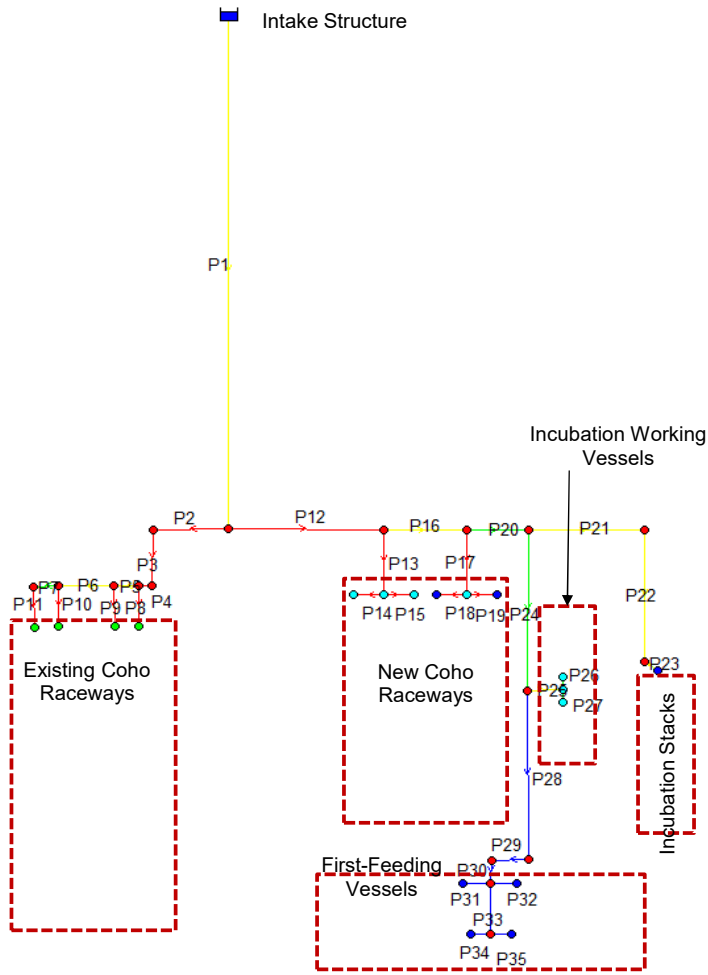 Intake Structure
P1
Incubation Working
Vessels
P2
P12
P16
P20
P21
P3
P13
P17
P7
P6
P5
P4
P11
P10
P9
P8
P14
P15
P18
P19
P24
P22
Existing Coho
Raceways
New Coho
Raceways
P23
P26
P25
P27
Incubation Stacks
P28
P29
First-Feeding
Vessels
P30
P31
P32
P33
P34
P35